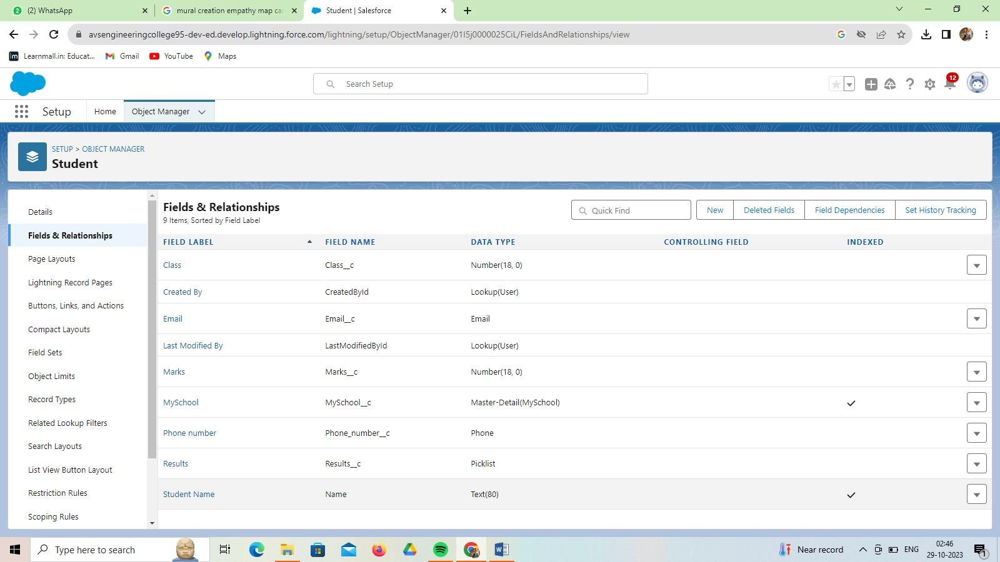 (2) WhatsApp
mural creation empathy map ca
Student | Salesforce
avsengineeringcollege95-dev-ed.develop.lightning.force.com/lightning/setup/ObjectManager/01I5j0000025CiL/FieldsAndRelationships/view
Learnmall.in: Educat... Gmail YouTube Maps
Search Setup
12
Setup Home Object Manager
SETUP > OBJECT MANAGER
Student
Details
Fields & Relationships
Page Layouts
Lightning Record Pages
Buttons, Links, and Actions
Compact Layouts
Field Sets
Object Limits
Record Types
Related Lookup Filters
Search Layouts
List View Button Layout
Restriction Rules
Scoping Rules
Fields & Relationships
9 Items, Sorted by Field Label
Quick Find New Deleted Fields Field Dependencies Set History Tracking
FIELD LABEL FIELD NAME DATA TYPE CONTROLLING FIELD INDEXED
Class Class__c Number(18, 0)
Created By CreatedById Lookup(User)
Email Email__c Email
Last Modified By LastModifiedById Lookup(User)
Marks Marks__c Number(18, 0)
MySchool MySchool__c Master-Detail(MySchool)
Phone number Phone_number__c Phone
Results Results__c Picklist
Student Name Name Text(80)
Type here to search
Near record
ENG
02:46
29-10-2023
1